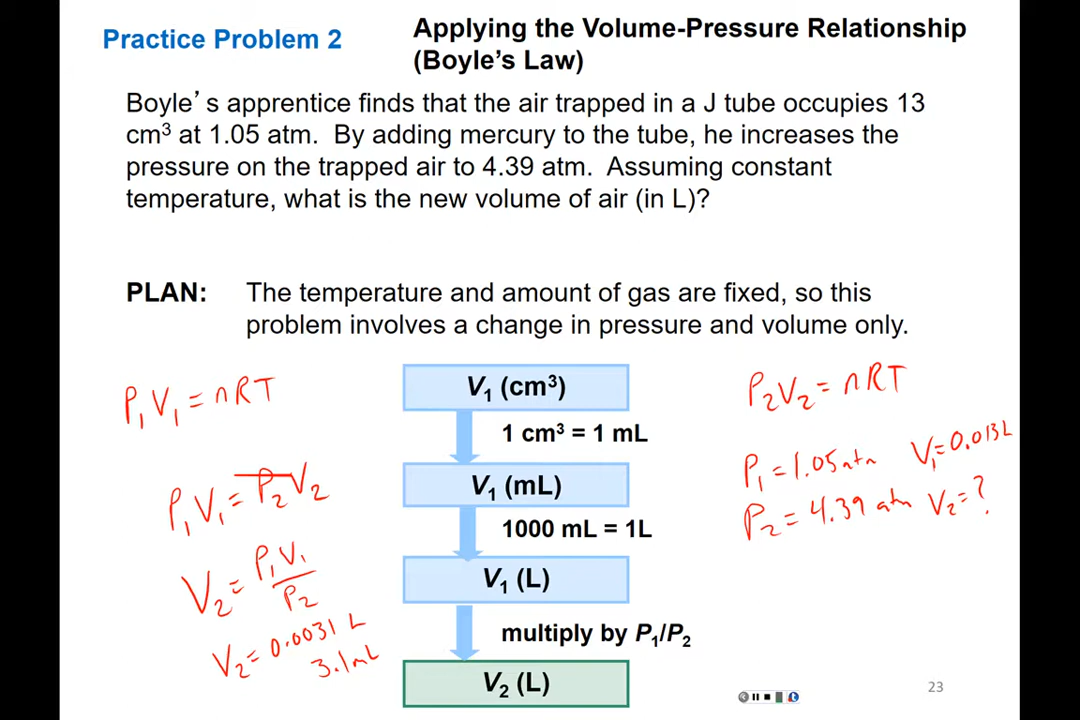 Practice Problem 2
Applying the Volume-Pressure Relationship
(Boyle's Law)
Boyle's apprentice finds that the air trapped in a J tube occupies 13
cm³ at 1.05 atm. By adding mercury to the tube, he increases the
pressure on the trapped air to 4.39 atm. Assuming constant
temperature, what is the new volume of air (in L)?
PLAN: The temperature and amount of gas are fixed, so this
problem involves a change in pressure and volume only.
P₁V₁ = nRT
P₁V₁ = P₂V₂
V₂ = P₁V₁/P₂
V₂ = 0.0031 L
3.1 mL
V₁ (cm³)
1 cm³ = 1 mL
V₁ (mL)
1000 mL = 1L
V₁ (L)
multiply by P₁/P₂
V₂ (L)
P₂V₂ = nRT
P₁ = 1.05 atm V₁ = 0.013L
P₂ = 4.39 atm V₂ = ?
23